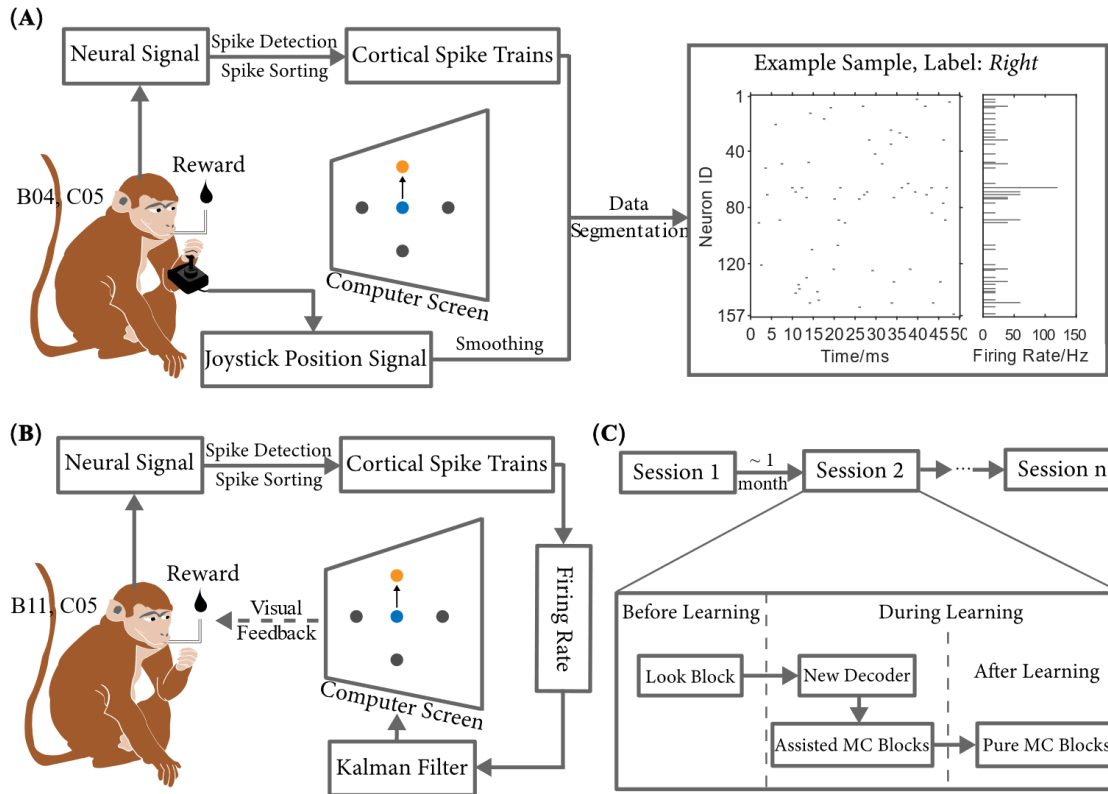 (A)
Neural Signal
Spike Detection
Spike Sorting
Cortical Spike Trains
B04, C05
Reward
Computer Screen
Joystick Position Signal
Smoothing
Data
Segmentation
Example Sample, Label: Right
Neuron ID
1
40
80
120
157
0 5 10 15 20 25 30 35 40 45 50
Time/ms
0 50 100 150
Firing Rate/Hz
(B)
Neural Signal
Spike Detection
Spike Sorting
Cortical Spike Trains
B11, C05
Reward
Visual
Feedback
Computer Screen
Firing Rate
Kalman Filter
(C)
Session 1
~ 1
month
Session 2
...
Session n
Before Learning
During Learning
Look Block
New Decoder
After Learning
Assisted MC Blocks
Pure MC Blocks